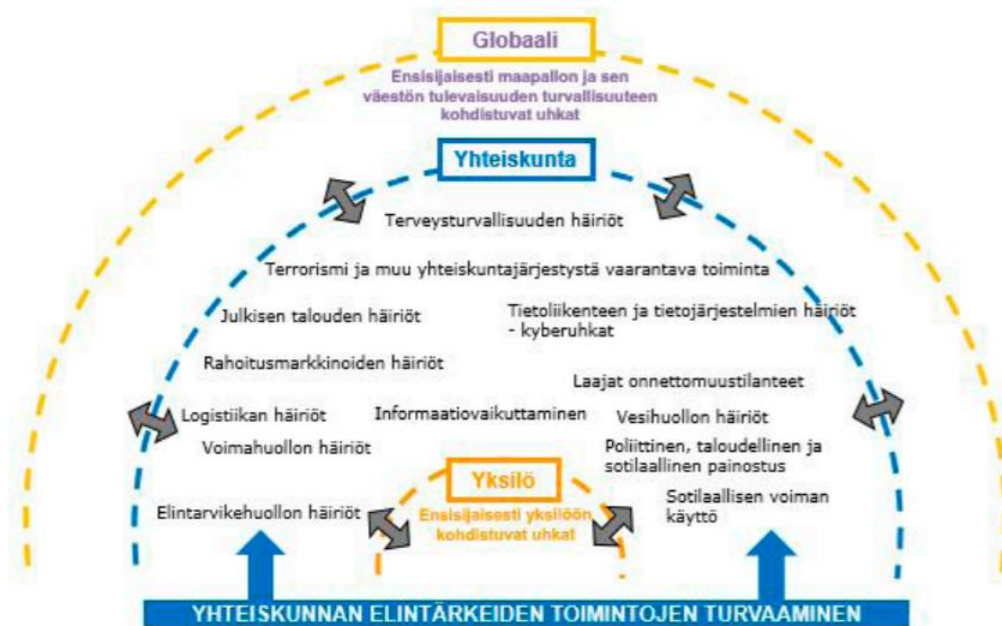 Globaali
Ensisijaisesti maapallon ja sen
väestön tulevaisuuden turvallisuuteen
kohdistuvat uhkat
Yhteiskunta
Terveysturvallisuuden häiriöt
Terrorismi ja muu yhteiskuntajärjestystä vaarantava toiminta
Julkisen talouden häiriöt
Tietoliikenteen ja tietojärjestelmien häiriöt
- kyberuhkat
Rahoitusmarkkinoiden häiriöt
Laajat onnettomuustilanteet
Logistiikan häiriöt
Informaatiovaikuttaminen
Vesihuollon häiriöt
Voimahuollon häiriöt
Poliittinen, taloudellinen ja
sotilaallinen painostus
Yksilö
Ensisijaisesti yksilöön
kohdistuvat uhkat
Elintarvikehuollon häiriöt
Sotilaallisen voiman
käyttö
YHTEISKUNNAN ELINTÄRKEIDEN TOIMINTOJEN TURVAAMINEN